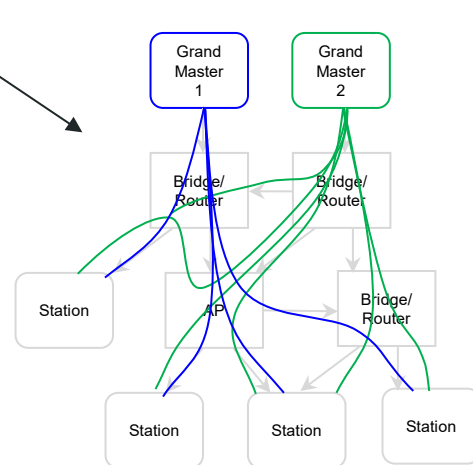 Grand
Master
1
Grand
Master
2
Bridge/
Router
Bridge/
Router
Station
AP
Bridge/
Router
Station
Station
Station